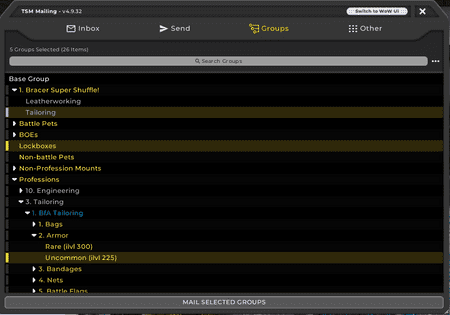 TSM Mailing - v4.9.32
Switch to WoW UI
Inbox
Send
Groups
Other
5 Groups Selected (26 Items)
Search Groups
Base Group
1. Bracer Super Shuffle!
Leatherworking
Tailoring
Battle Pets
BOEs
Lockboxes
Non-battle Pets
Non-Profession Mounts
Professions
10. Engineering
3. Tailoring
1. BfA Tailoring
1. Bags
2. Armor
Rare (ilvl 300)
Uncommon (ilvl 225)
3. Bandages
4. Nets
5. Battle Flags
MAIL SELECTED GROUPS